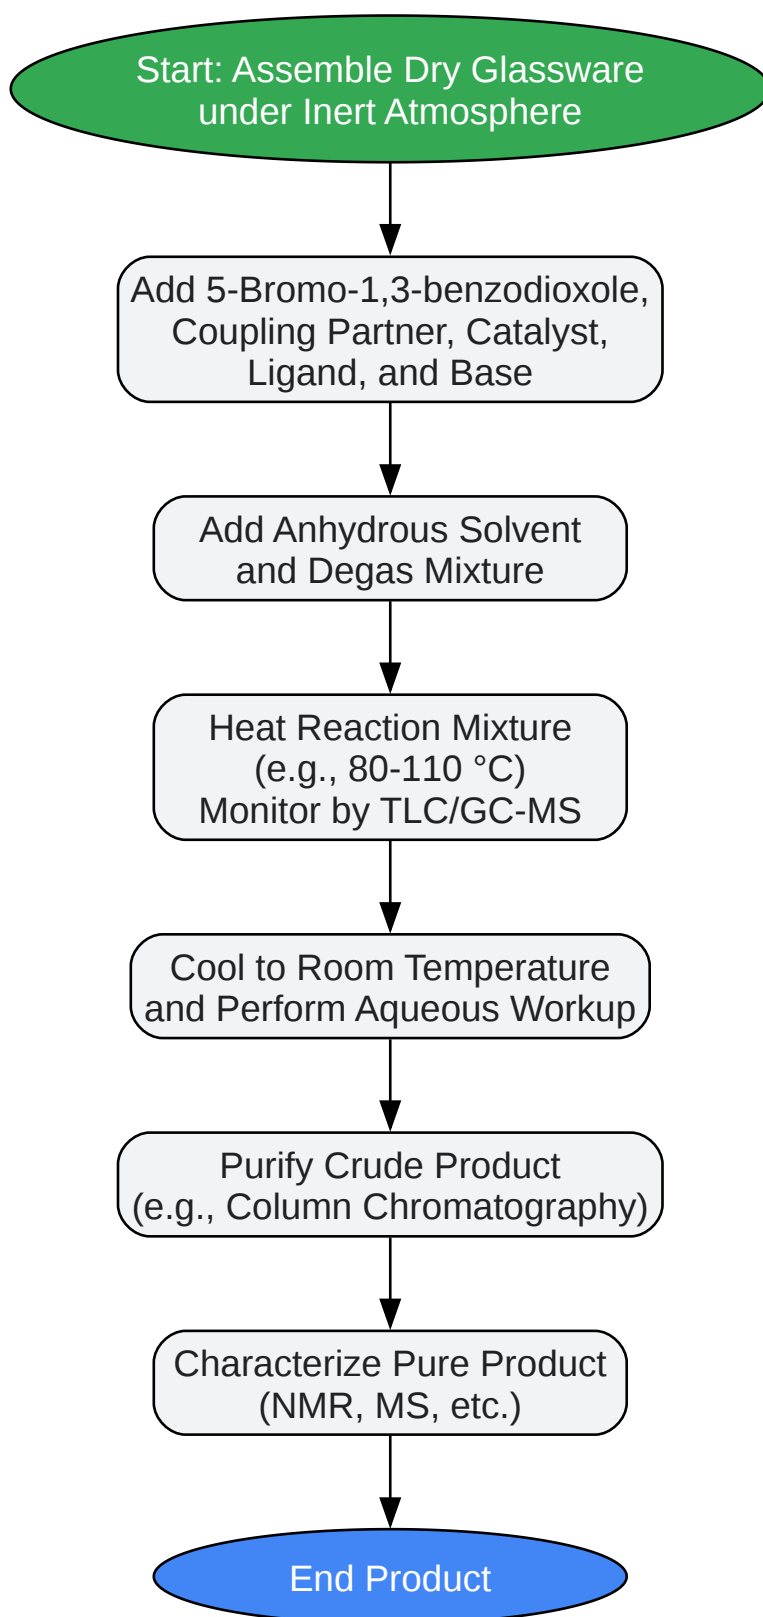 Start: Assemble Dry Glassware
under Inert Atmosphere
Add 5-Bromo-1,3-benzodioxole,
Coupling Partner, Catalyst,
Ligand, and Base
Add Anhydrous Solvent
and Degas Mixture
Heat Reaction Mixture
(e.g., 80-110 °C)
Monitor by TLC/GC-MS
Cool to Room Temperature
and Perform Aqueous Workup
Purify Crude Product
(e.g., Column Chromatography)
Characterize Pure Product
(NMR, MS, etc.)
End Product